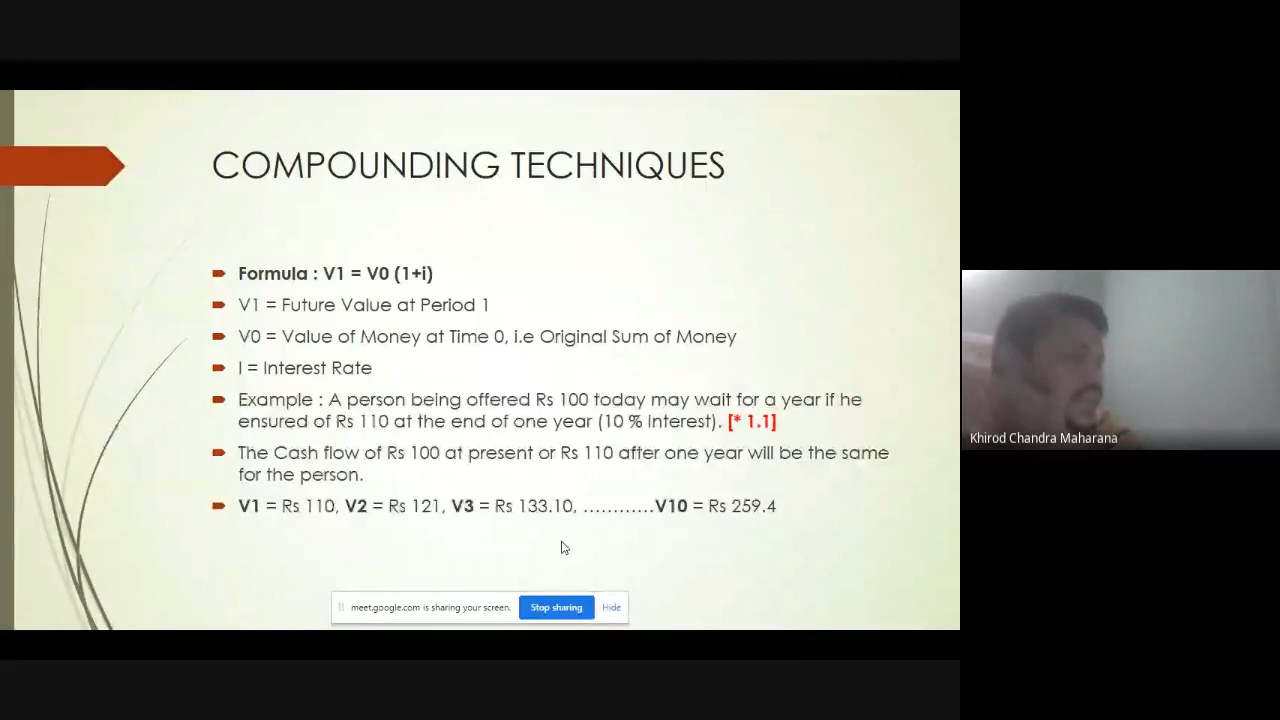 COMPOUNDING TECHNIQUES
Formula : V1 = V0 (1+i)
V1 = Future Value at Period 1
V0 = Value of Money at Time 0, i.e Original Sum of Money
I = Interest Rate
Example : A person being offered Rs 100 today may wait for a year if he
ensured of Rs 110 at the end of one year (10 % Interest). [* 1.1]
The Cash flow of Rs 100 at present or Rs 110 after one year will be the same
for the person.
V1 = Rs 110, V2 = Rs 121, V3 = Rs 133.10, …………V10 = Rs 259.4
meet.google.com is sharing your screen. Stop sharing Hide
Khirod Chandra Maharana